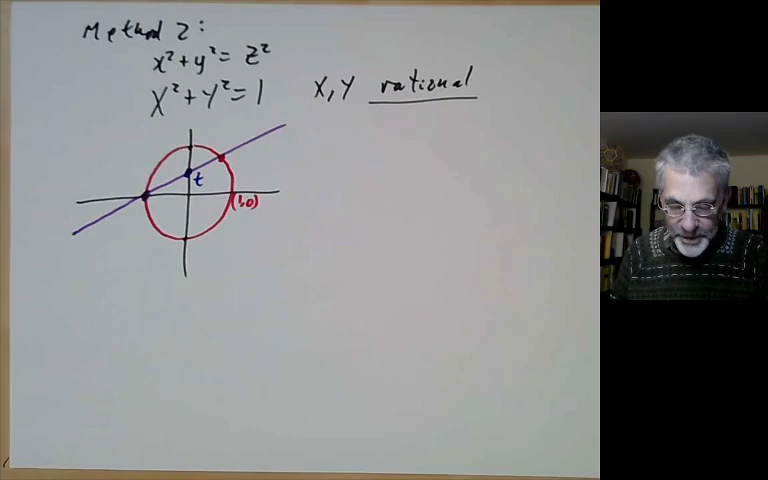 Method 2:
x² + y² = z²
X² + Y² = 1 X, Y rational
t
(1,0)